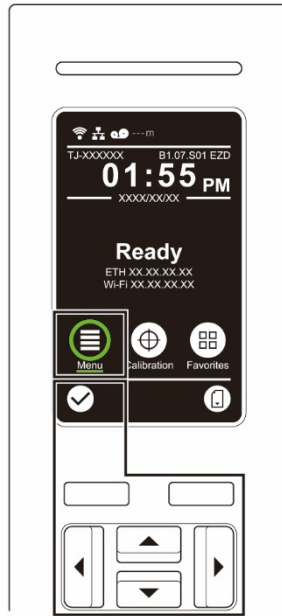 ---m
TJ-XXXXXX B1.07.S01 EZD
01:55 PM
XXXX/XX/XX
Ready
ETH XX.XX.XX.XX
Wi-Fi XX.XX.XX.XX
Menu Calibration Favorites